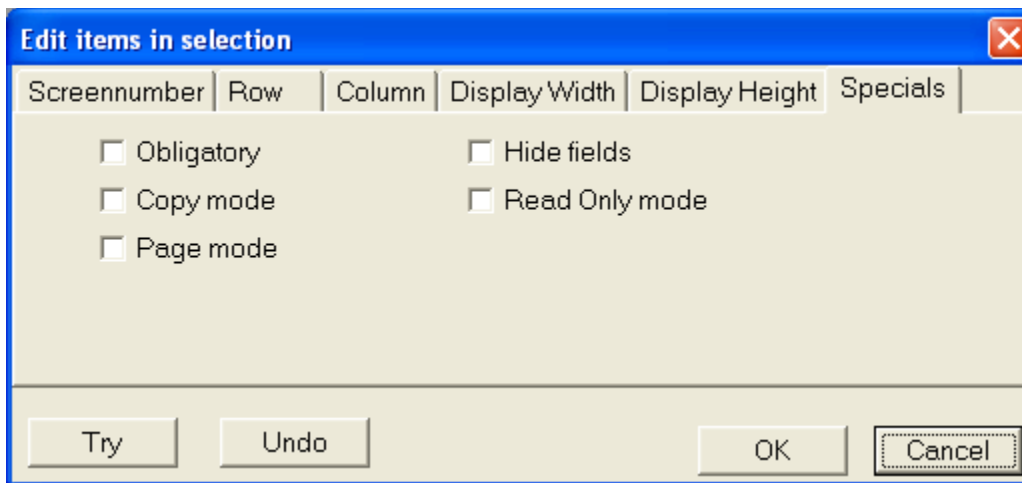 Edit items in selection
Screennumber Row Column Display Width Display Height Specials
Obligatory Hide fields
Copy mode Read Only mode
Page mode
Try Undo OK Cancel